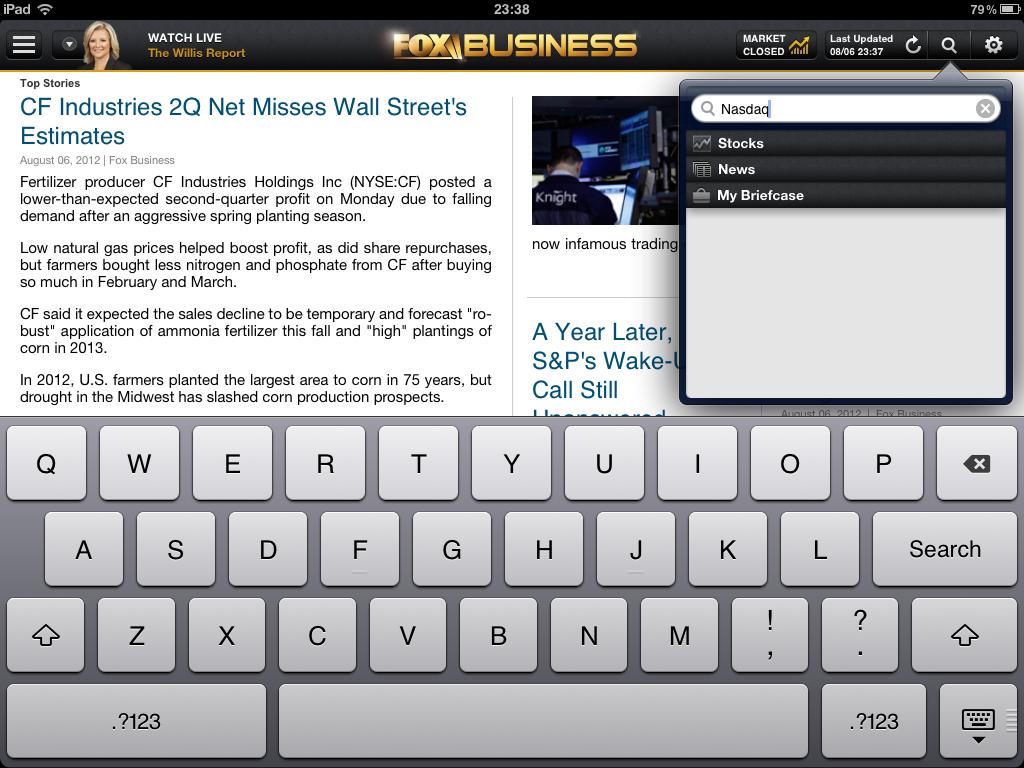 iPad
23:38
79%
WATCH LIVE
The Willis Report
FOX BUSINESS
MARKET
CLOSED
Last Updated
08/06 23:37
Top Stories
CF Industries 2Q Net Misses Wall Street's
Estimates
August 06, 2012 | Fox Business
Fertilizer producer CF Industries Holdings Inc (NYSE:CF) posted a
lower-than-expected second-quarter profit on Monday due to falling
demand after an aggressive spring planting season.
Low natural gas prices helped boost profit, as did share repurchases,
but farmers bought less nitrogen and phosphate from CF after buying
so much in February and March.
CF said it expected the sales decline to be temporary and forecast "ro-
bust" application of ammonia fertilizer this fall and "high" plantings of
corn in 2013.
In 2012, U.S. farmers planted the largest area to corn in 75 years, but
drought in the Midwest has slashed corn production prospects.
Knight
now infamous trading
A Year Later,
S&P's Wake-U
Call Still
Unanswered
August 06, 2012 | Fox Business
Nasdaq
Stocks
News
My Briefcase
Q W E R T Y U I O P
A S D F G H J K L Search
Z X C V B N M ! , ? .
.?123 .?123